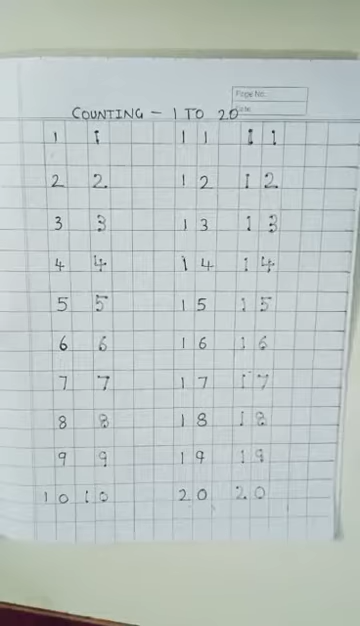 Page No.
Date
COUNTING - 1 TO 20
1 1 11 11
2 2 12 12
3 3 13 13
4 4 14 14
5 5 15 15
6 6 16 16
7 7 17 17
8 8 18 18
9 9 19 19
10 10 20 20